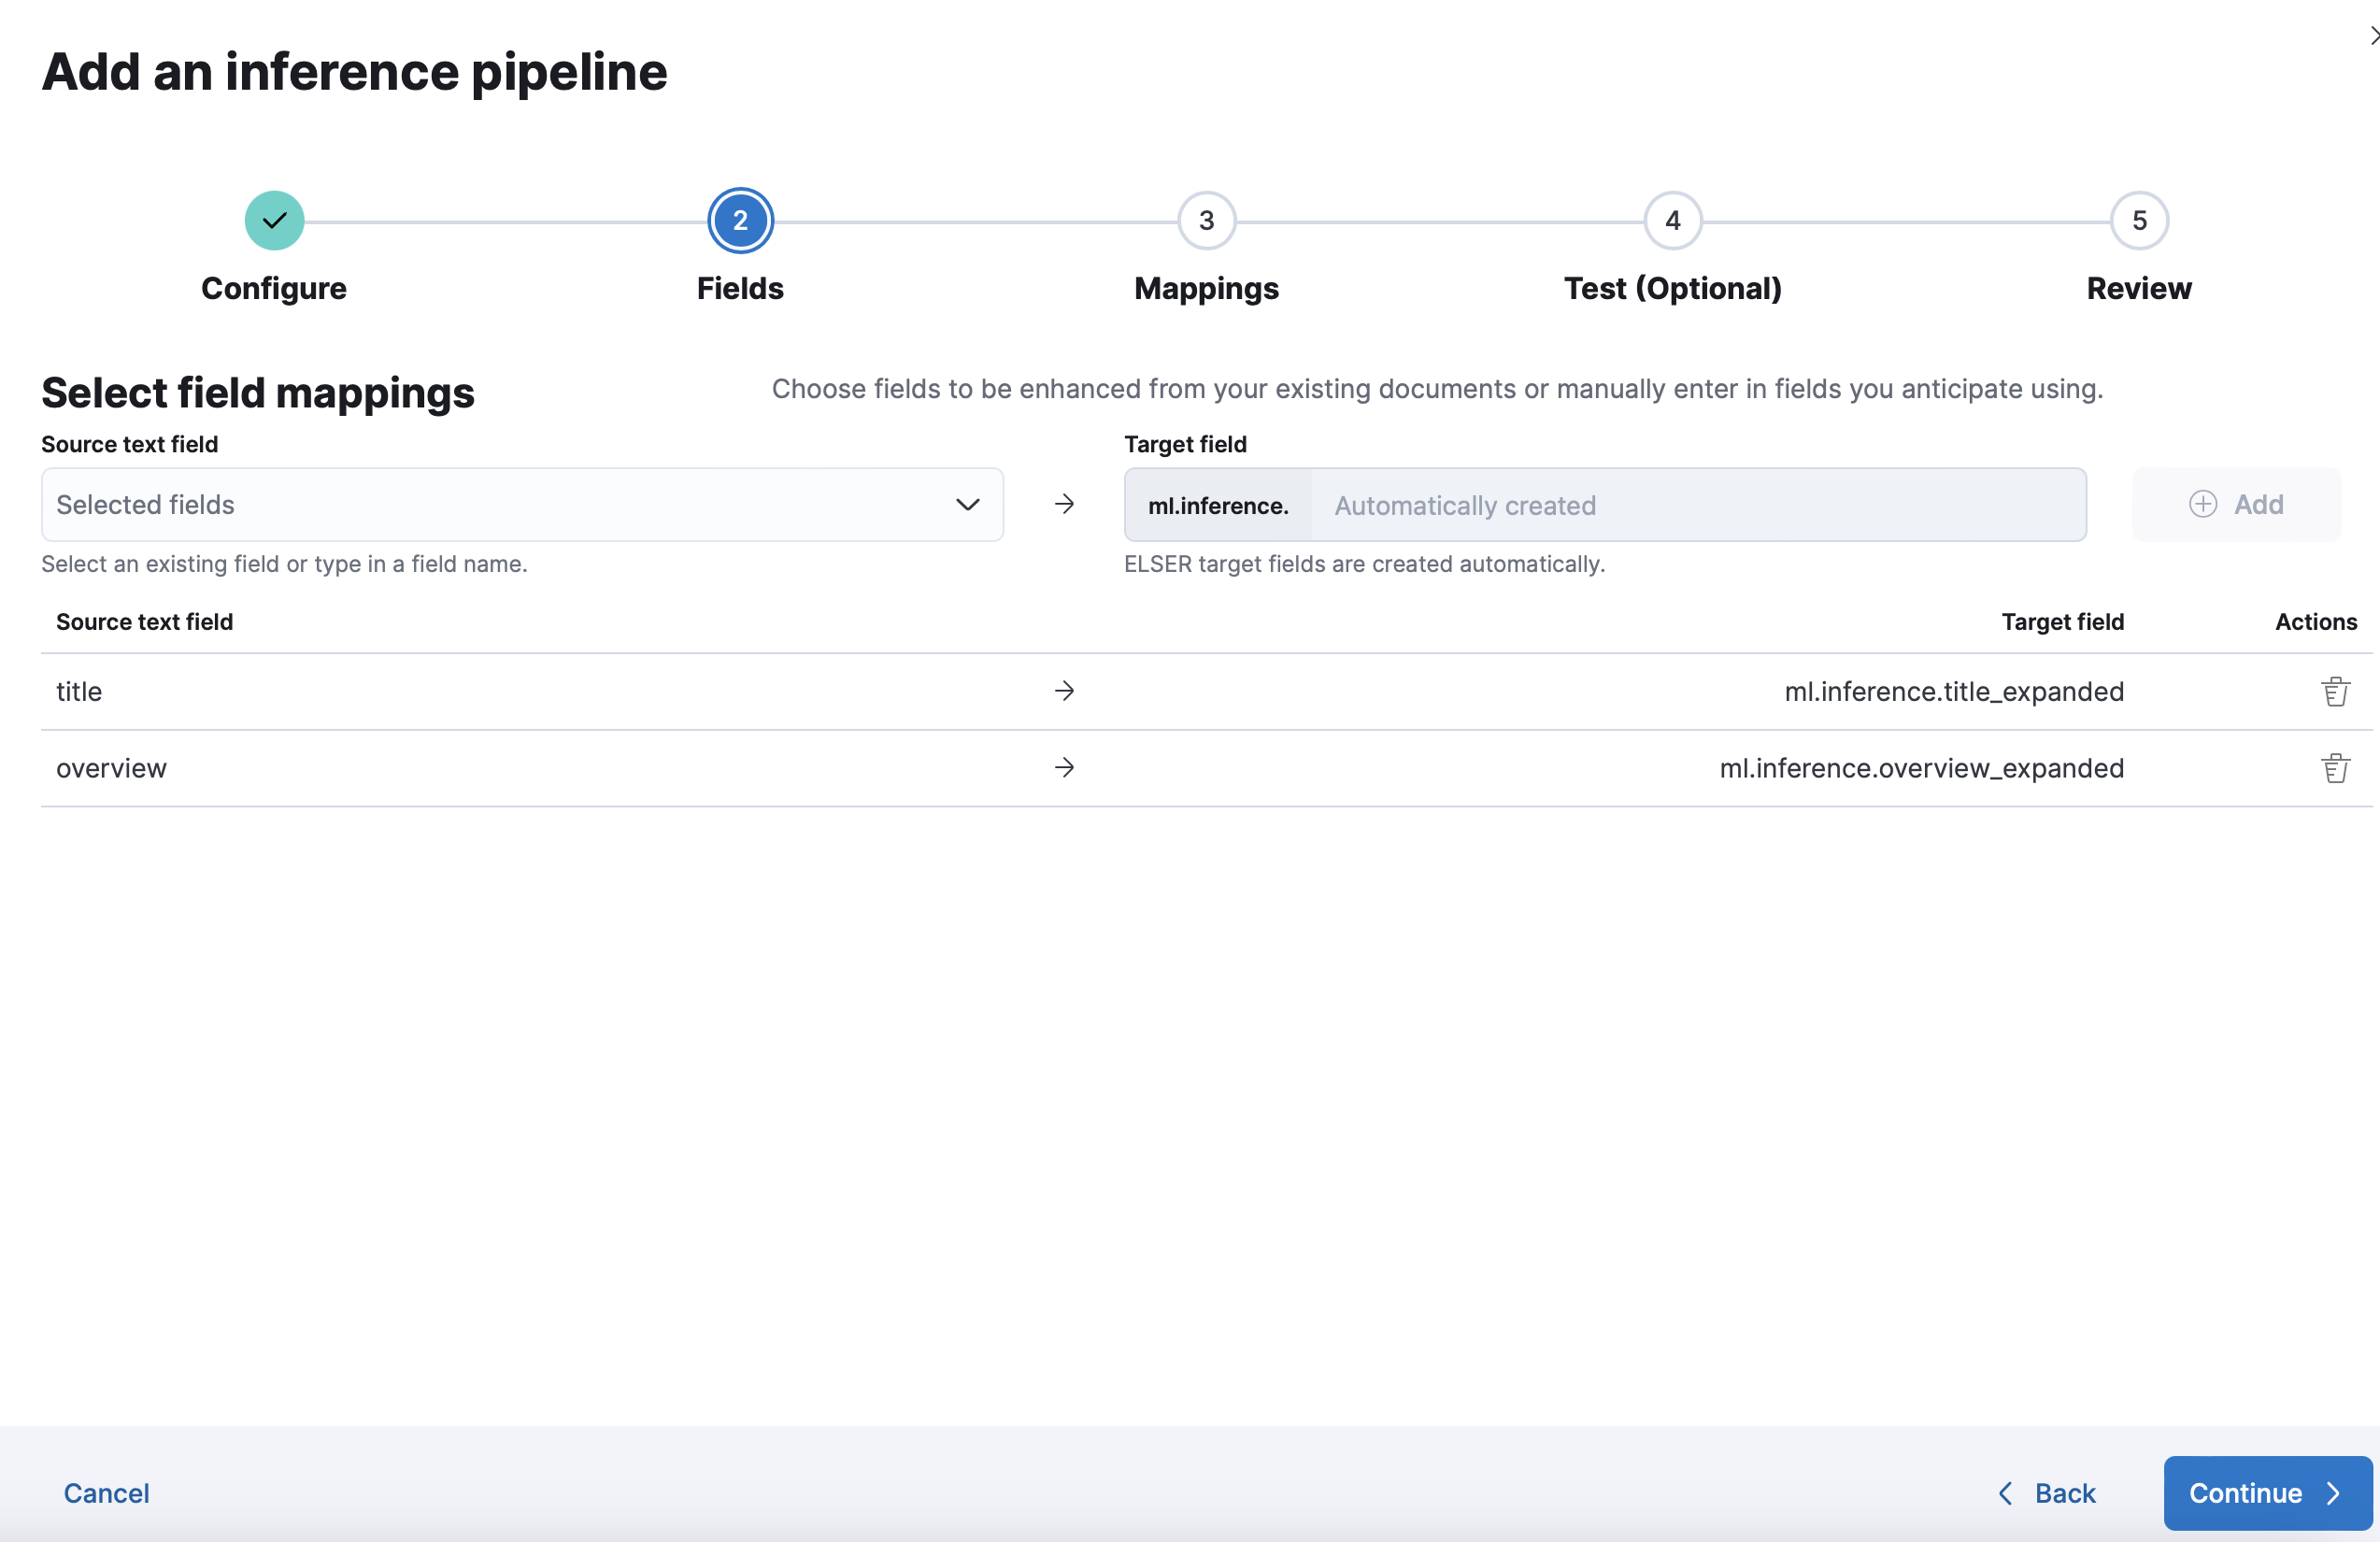 Add an inference pipeline
2 3 4 5
Configure Fields Mappings Test (Optional) Review
Select field mappings Choose fields to be enhanced from your existing documents or manually enter in fields you anticipate using.
Source text field Target field
Selected fields ml.inference. Automatically created Add
Select an existing field or type in a field name. ELSER target fields are created automatically.
Source text field Target field Actions
title ml.inference.title_expanded
overview ml.inference.overview_expanded
Cancel Back Continue